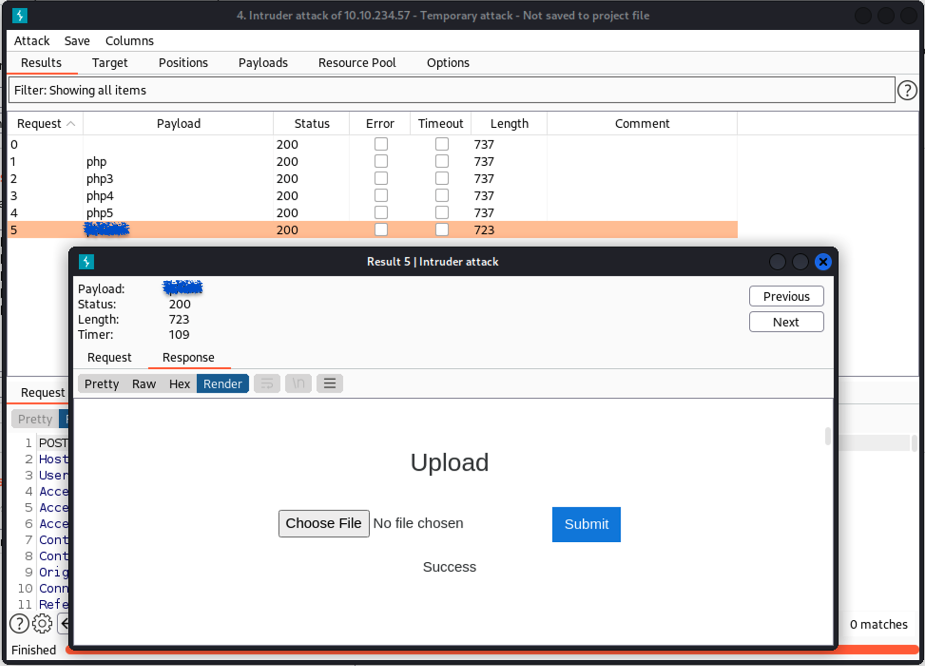 4. Intruder attack of 10.10.234.57 - Temporary attack - Not saved to project file
Attack Save Columns
Results Target Positions Payloads Resource Pool Options
Filter: Showing all items
?
Request Payload Status Error Timeout Length Comment
0 200 737
1 php 200 737
2 php3 200 737
3 php4 200 737
4 php5 200 737
5 200 723
Result 5 | Intruder attack
Payload:
Status: 200
Length: 723
Timer: 109
Previous
Next
Request Response
Pretty Raw Hex Render \n
Upload
Choose File No file chosen Submit
Success
Request
Pretty
1 POST
2 Host
3 User
4 Acce
5 Acce
6 Acce
7 Cont
8 Cont
9 Orig
10 Conn
11 Refe
? 0 matches
Finished